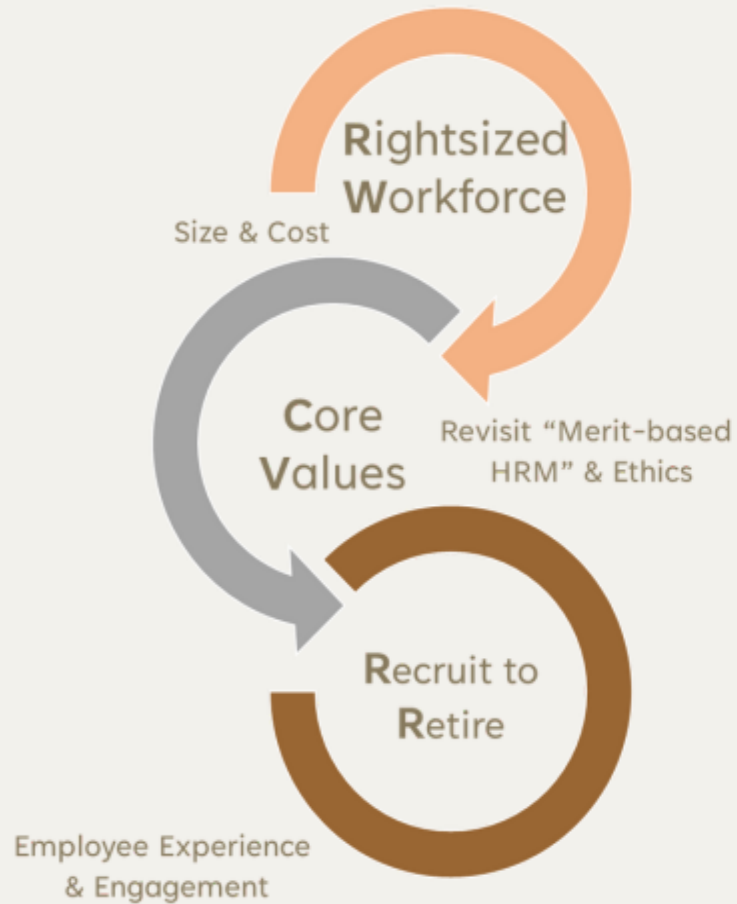 Rightsized
Workforce
Size & Cost
Core
Values
Revisit “Merit-based
HRM” & Ethics
Recruit to
Retire
Employee Experience
& Engagement